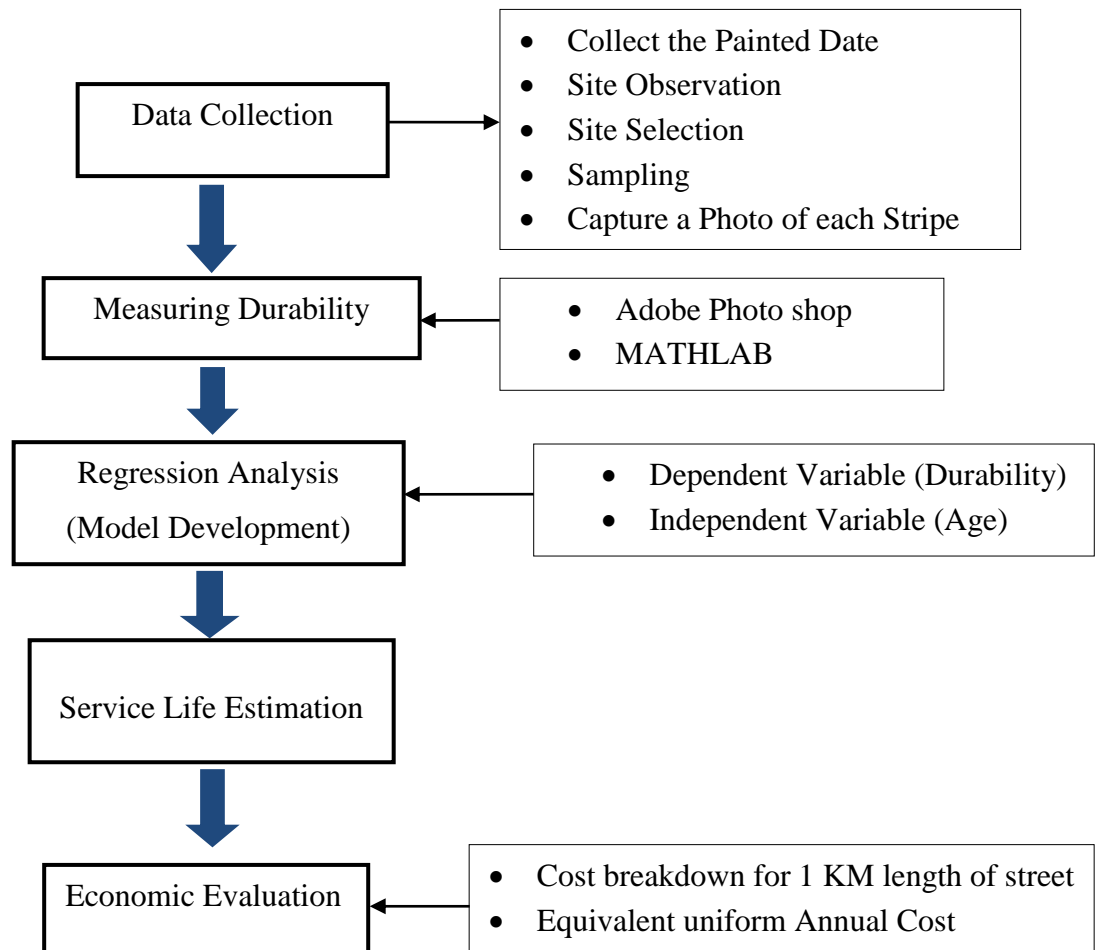 Data Collection
• Collect the Painted Date
• Site Observation
• Site Selection
• Sampling
• Capture a Photo of each Stripe
Measuring Durability
• Adobe Photo shop
• MATHLAB
Regression Analysis
(Model Development)
• Dependent Variable (Durability)
• Independent Variable (Age)
Service Life Estimation
Economic Evaluation
• Cost breakdown for 1 KM length of street
• Equivalent uniform Annual Cost